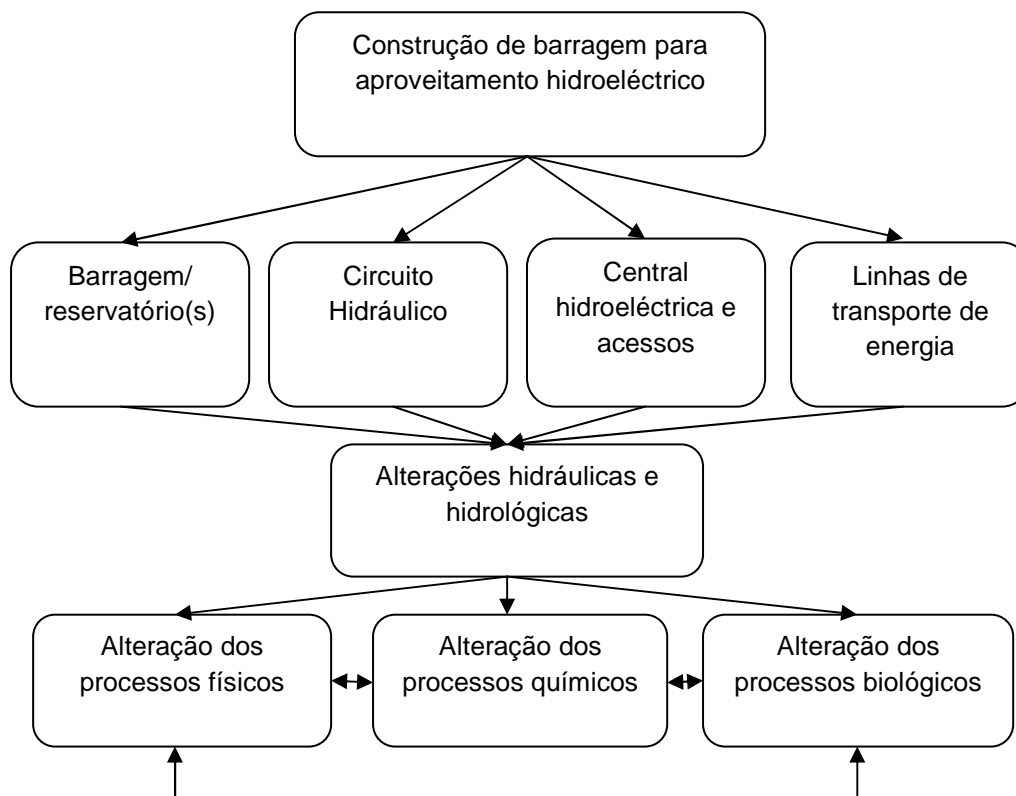 Construção de barragem para
aproveitamento hidroeléctrico
Barragem/
reservatório(s)
Circuito
Hidráulico
Central
hidroeléctrica e
acessos
Linhas de
transporte de
energia
Alterações hidráulicas e
hidrológicas
Alteração dos
processos físicos
Alteração dos
processos químicos
Alteração dos
processos biológicos